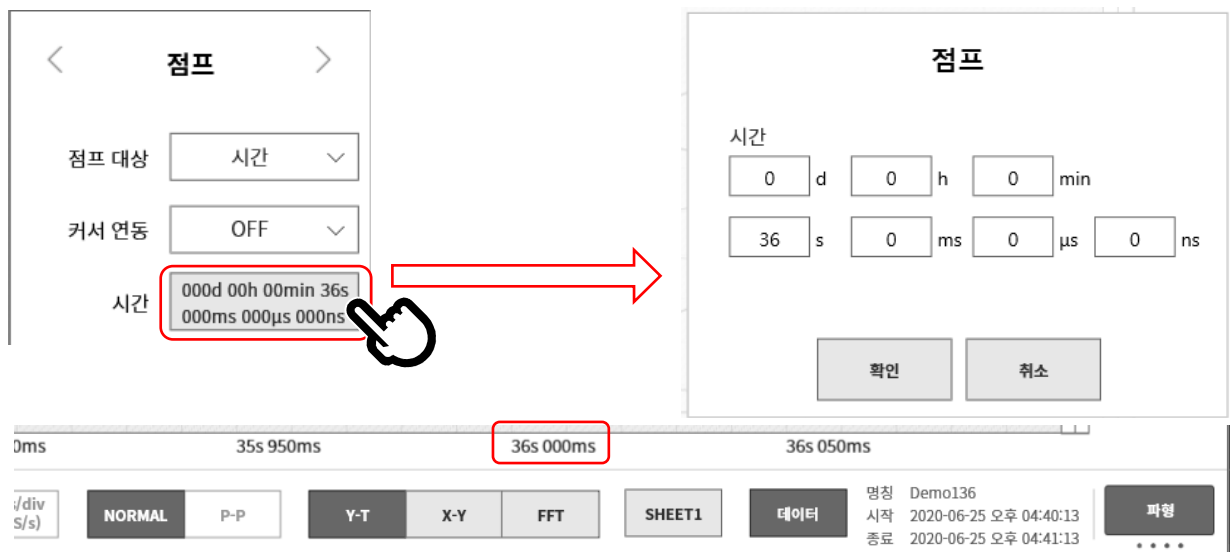 점프
점프 대상 시간
커서 연동 OFF
시간 000d 00h 00min 36s
000ms 000µs 000ns
점프
시간
0 d 0 h 0 min
36 s 0 ms 0 µs 0 ns
확인 취소
0ms 35s 950ms 36s 000ms 36s 050ms
s/div
S/s)
NORMAL P-P Y-T X-Y FFT SHEET1 데이터
명칭 Demo136
시작 2020-06-25 오후 04:40:13
종료 2020-06-25 오후 04:41:13
파형